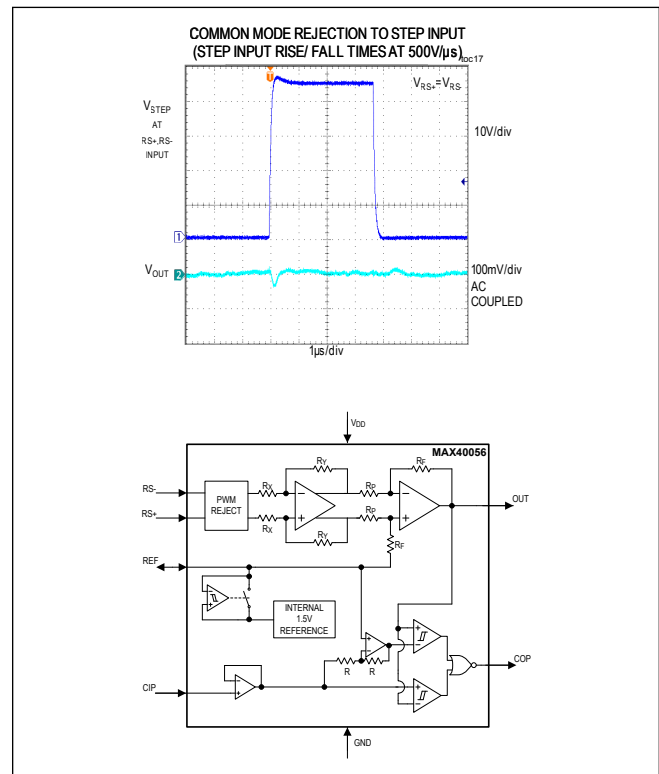 COMMON MODE REJECTION TO STEP INPUT
(STEP INPUT RISE/ FALL TIMES AT 500V/µs)
toc17
VSTEP
AT
RS+,RS-
INPUT
VRS+=VRS-
10V/div
1
VOUT
2
100mV/div
AC
COUPLED
1µs/div
VDD
MAX40056
RY
RF
RS-
RX
RP
OUT
PWM
REJECT
RS+
RX
RP
RY
RF
REF
INTERNAL
1.5V
REFERENCE
R
R
COP
CIP
GND